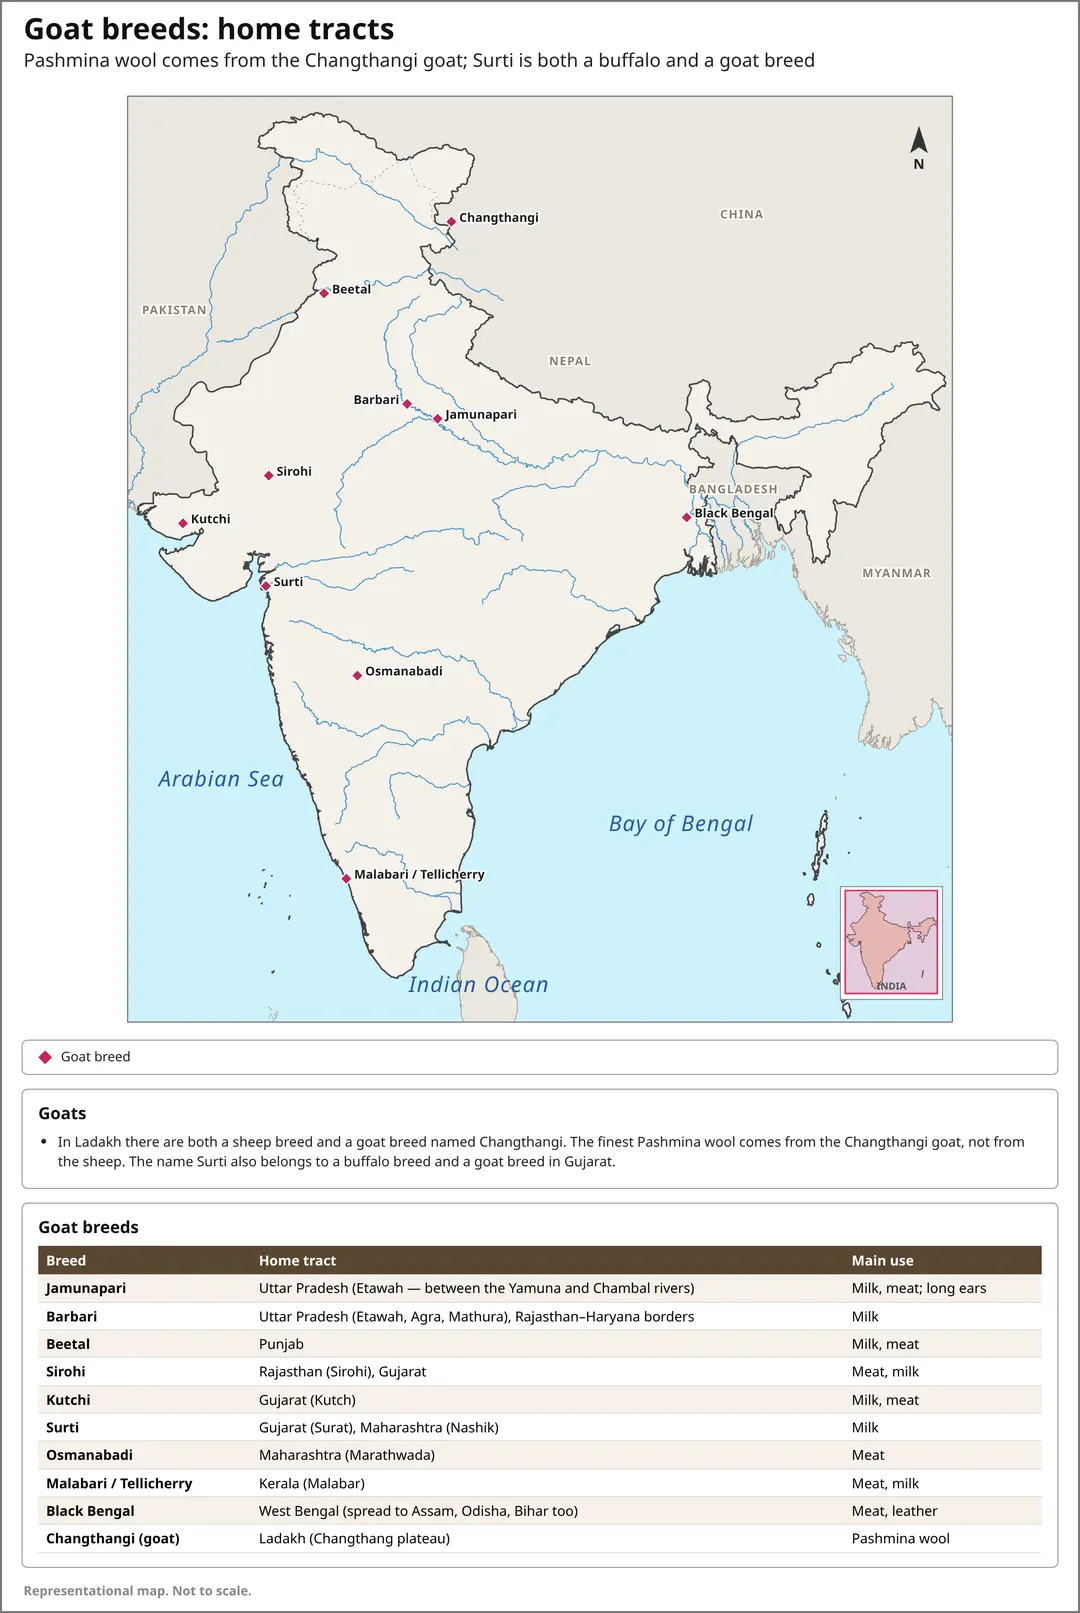 Goat breeds: home tracts
Pashmina wool comes from the Changthangi goat; Surti is both a buffalo and a goat breed
N
CHINA
Changthangi
Beetal
PAKISTAN
NEPAL
Barbari
Jamunapari
Sirohi
BANGLADESH
Kutchi
Black Bengal
MYANMAR
Surti
Osmanabadi
Arabian Sea
Bay of Bengal
Malabari / Tellicherry
Indian Ocean
INDIA
Goat breed
Goats
• In Ladakh there are both a sheep breed and a goat breed named Changthangi. The finest Pashmina wool comes from the Changthangi goat, not from
the sheep. The name Surti also belongs to a buffalo breed and a goat breed in Gujarat.
Goat breeds
Breed Home tract Main use
Jamunapari Uttar Pradesh (Etawah — between the Yamuna and Chambal rivers) Milk, meat; long ears
Barbari Uttar Pradesh (Etawah, Agra, Mathura), Rajasthan–Haryana borders Milk
Beetal Punjab Milk, meat
Sirohi Rajasthan (Sirohi), Gujarat Meat, milk
Kutchi Gujarat (Kutch) Milk, meat
Surti Gujarat (Surat), Maharashtra (Nashik) Milk
Osmanabadi Maharashtra (Marathwada) Meat
Malabari / Tellicherry Kerala (Malabar) Meat, milk
Black Bengal West Bengal (spread to Assam, Odisha, Bihar too) Meat, leather
Changthangi (goat) Ladakh (Changthang plateau) Pashmina wool
Representational map. Not to scale.